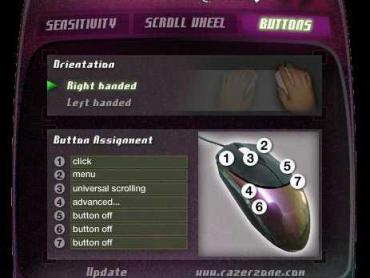 SENSITIVITY SCROLL WHEEL BUTTONS
Orientation
Right handed
Left handed
Button Assignment
1 click
2 menu
3 universal scrolling
4 advanced...
5 button off
6 button off
7 button off
1 2 3 4 5 6 7
Update www.razerzone.com